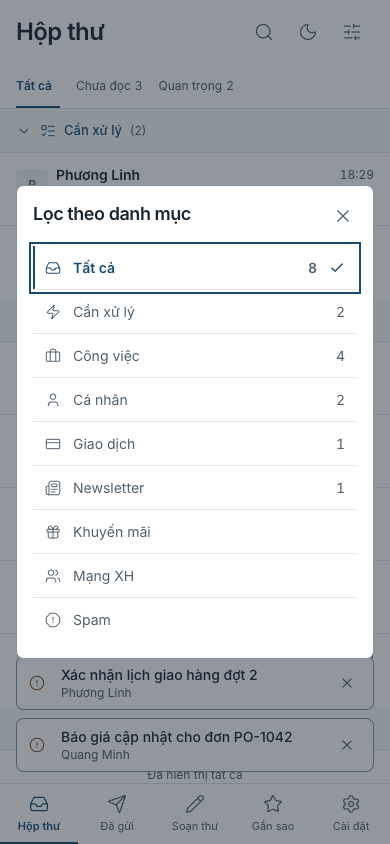 Hộp thư
Tất cả Chưa đọc 3 Quan trọng 2
Cần xử lý (2)
Phương Linh 18:29
Lọc theo danh mục
Tất cả 8
Cần xử lý 2
Công việc 4
Cá nhân 2
Giao dịch 1
Newsletter 1
Khuyến mãi
Mạng XH
Spam
Xác nhận lịch giao hàng đợt 2
Phương Linh
Báo giá cập nhật cho đơn PO-1042
Quang Minh
Đã hiển thị tất cả
Hộp thư Đã gửi Soạn thư Gắn sao Cài đặt